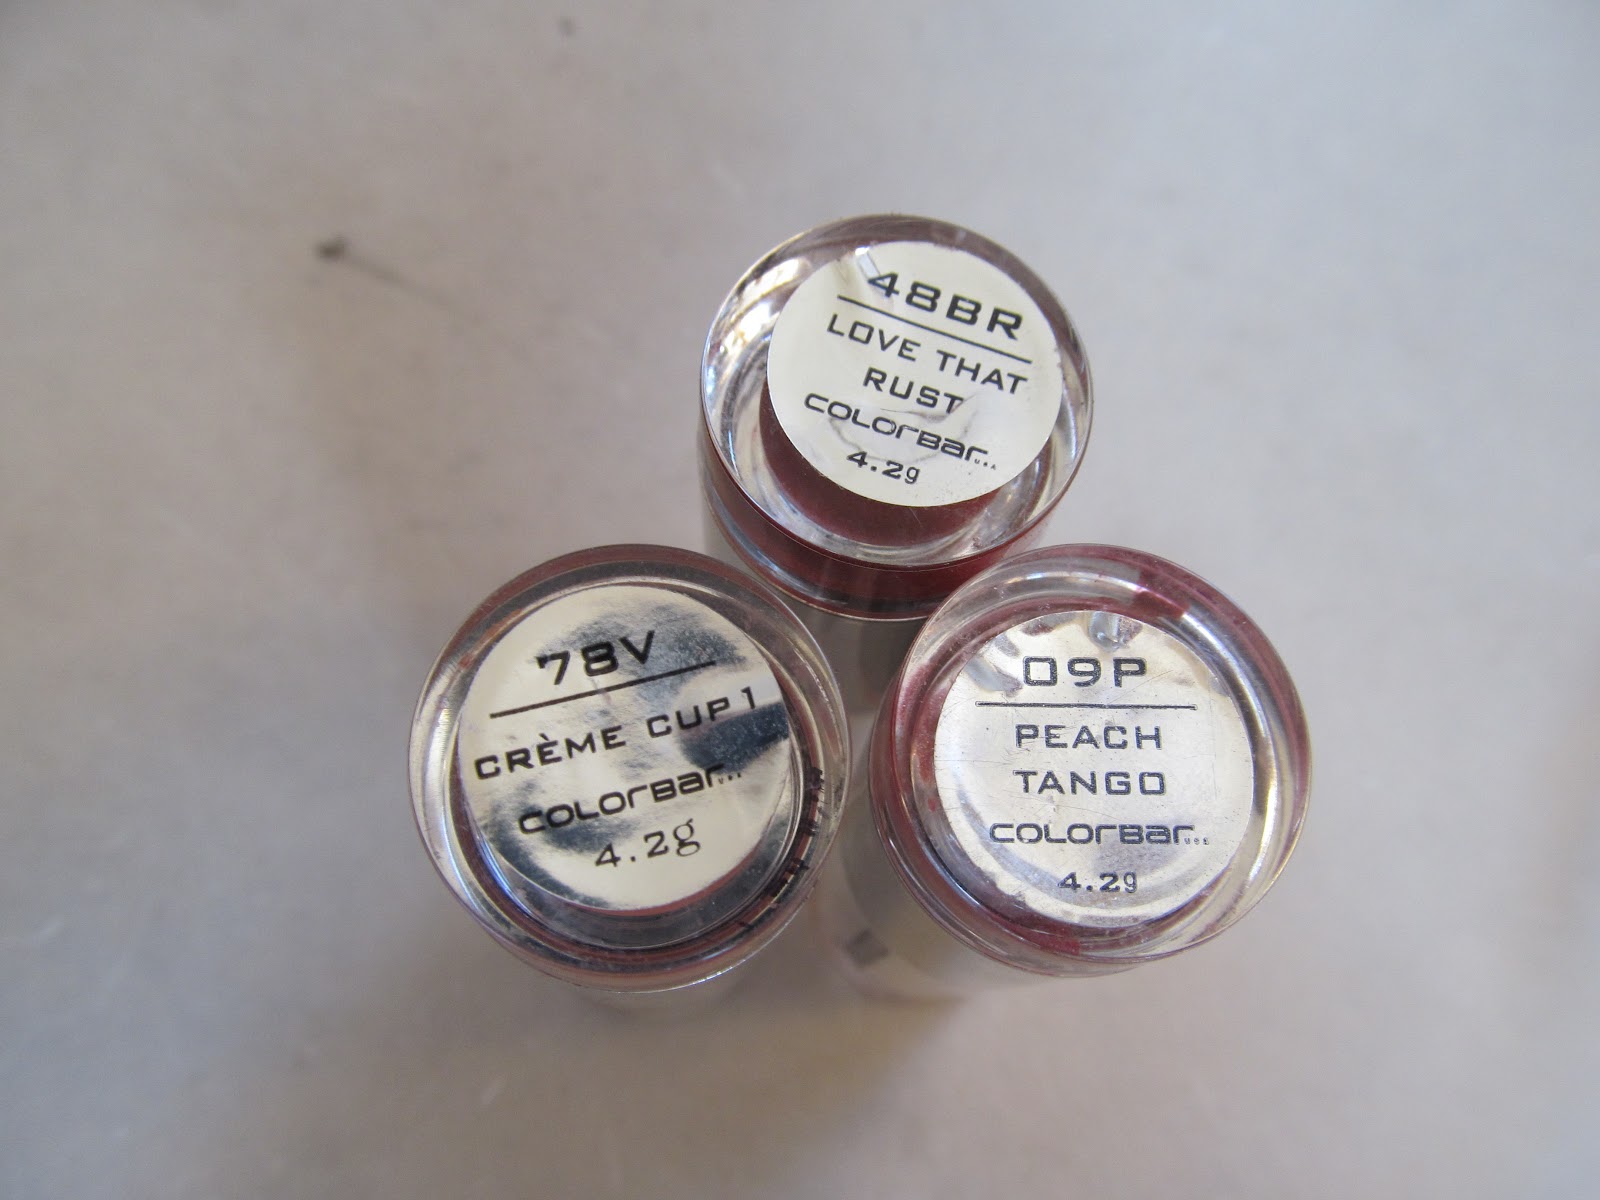 48BR
LOVE THAT
RUST
COLORBAR USA
4.2g
78V
CRÈME CUP 1
COLORBAR
4.2g
09P
PEACH
TANGO
COLORBAR
4.2g